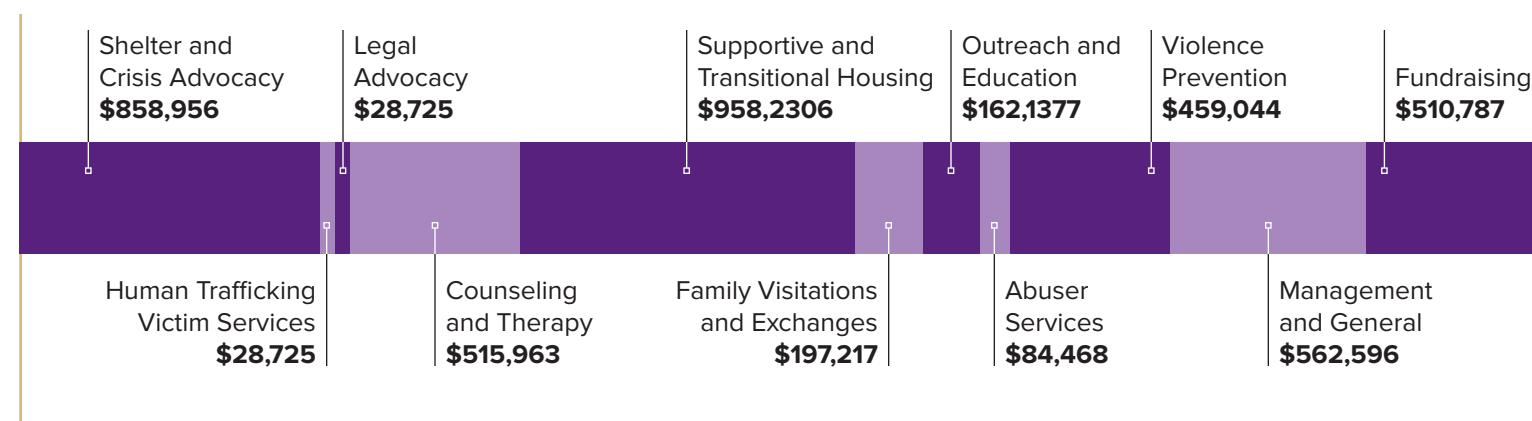 Shelter and
Crisis Advocacy
$858,956
Legal
Advocacy
$28,725
Supportive and
Transitional Housing
$958,2306
Outreach and
Education
$162,1377
Violence
Prevention
$459,044
Fundraising
$510,787
Human Trafficking
Victim Services
$28,725
Counseling
and Therapy
$515,963
Family Visitations
and Exchanges
$197,217
Abuser
Services
$84,468
Management
and General
$562,596